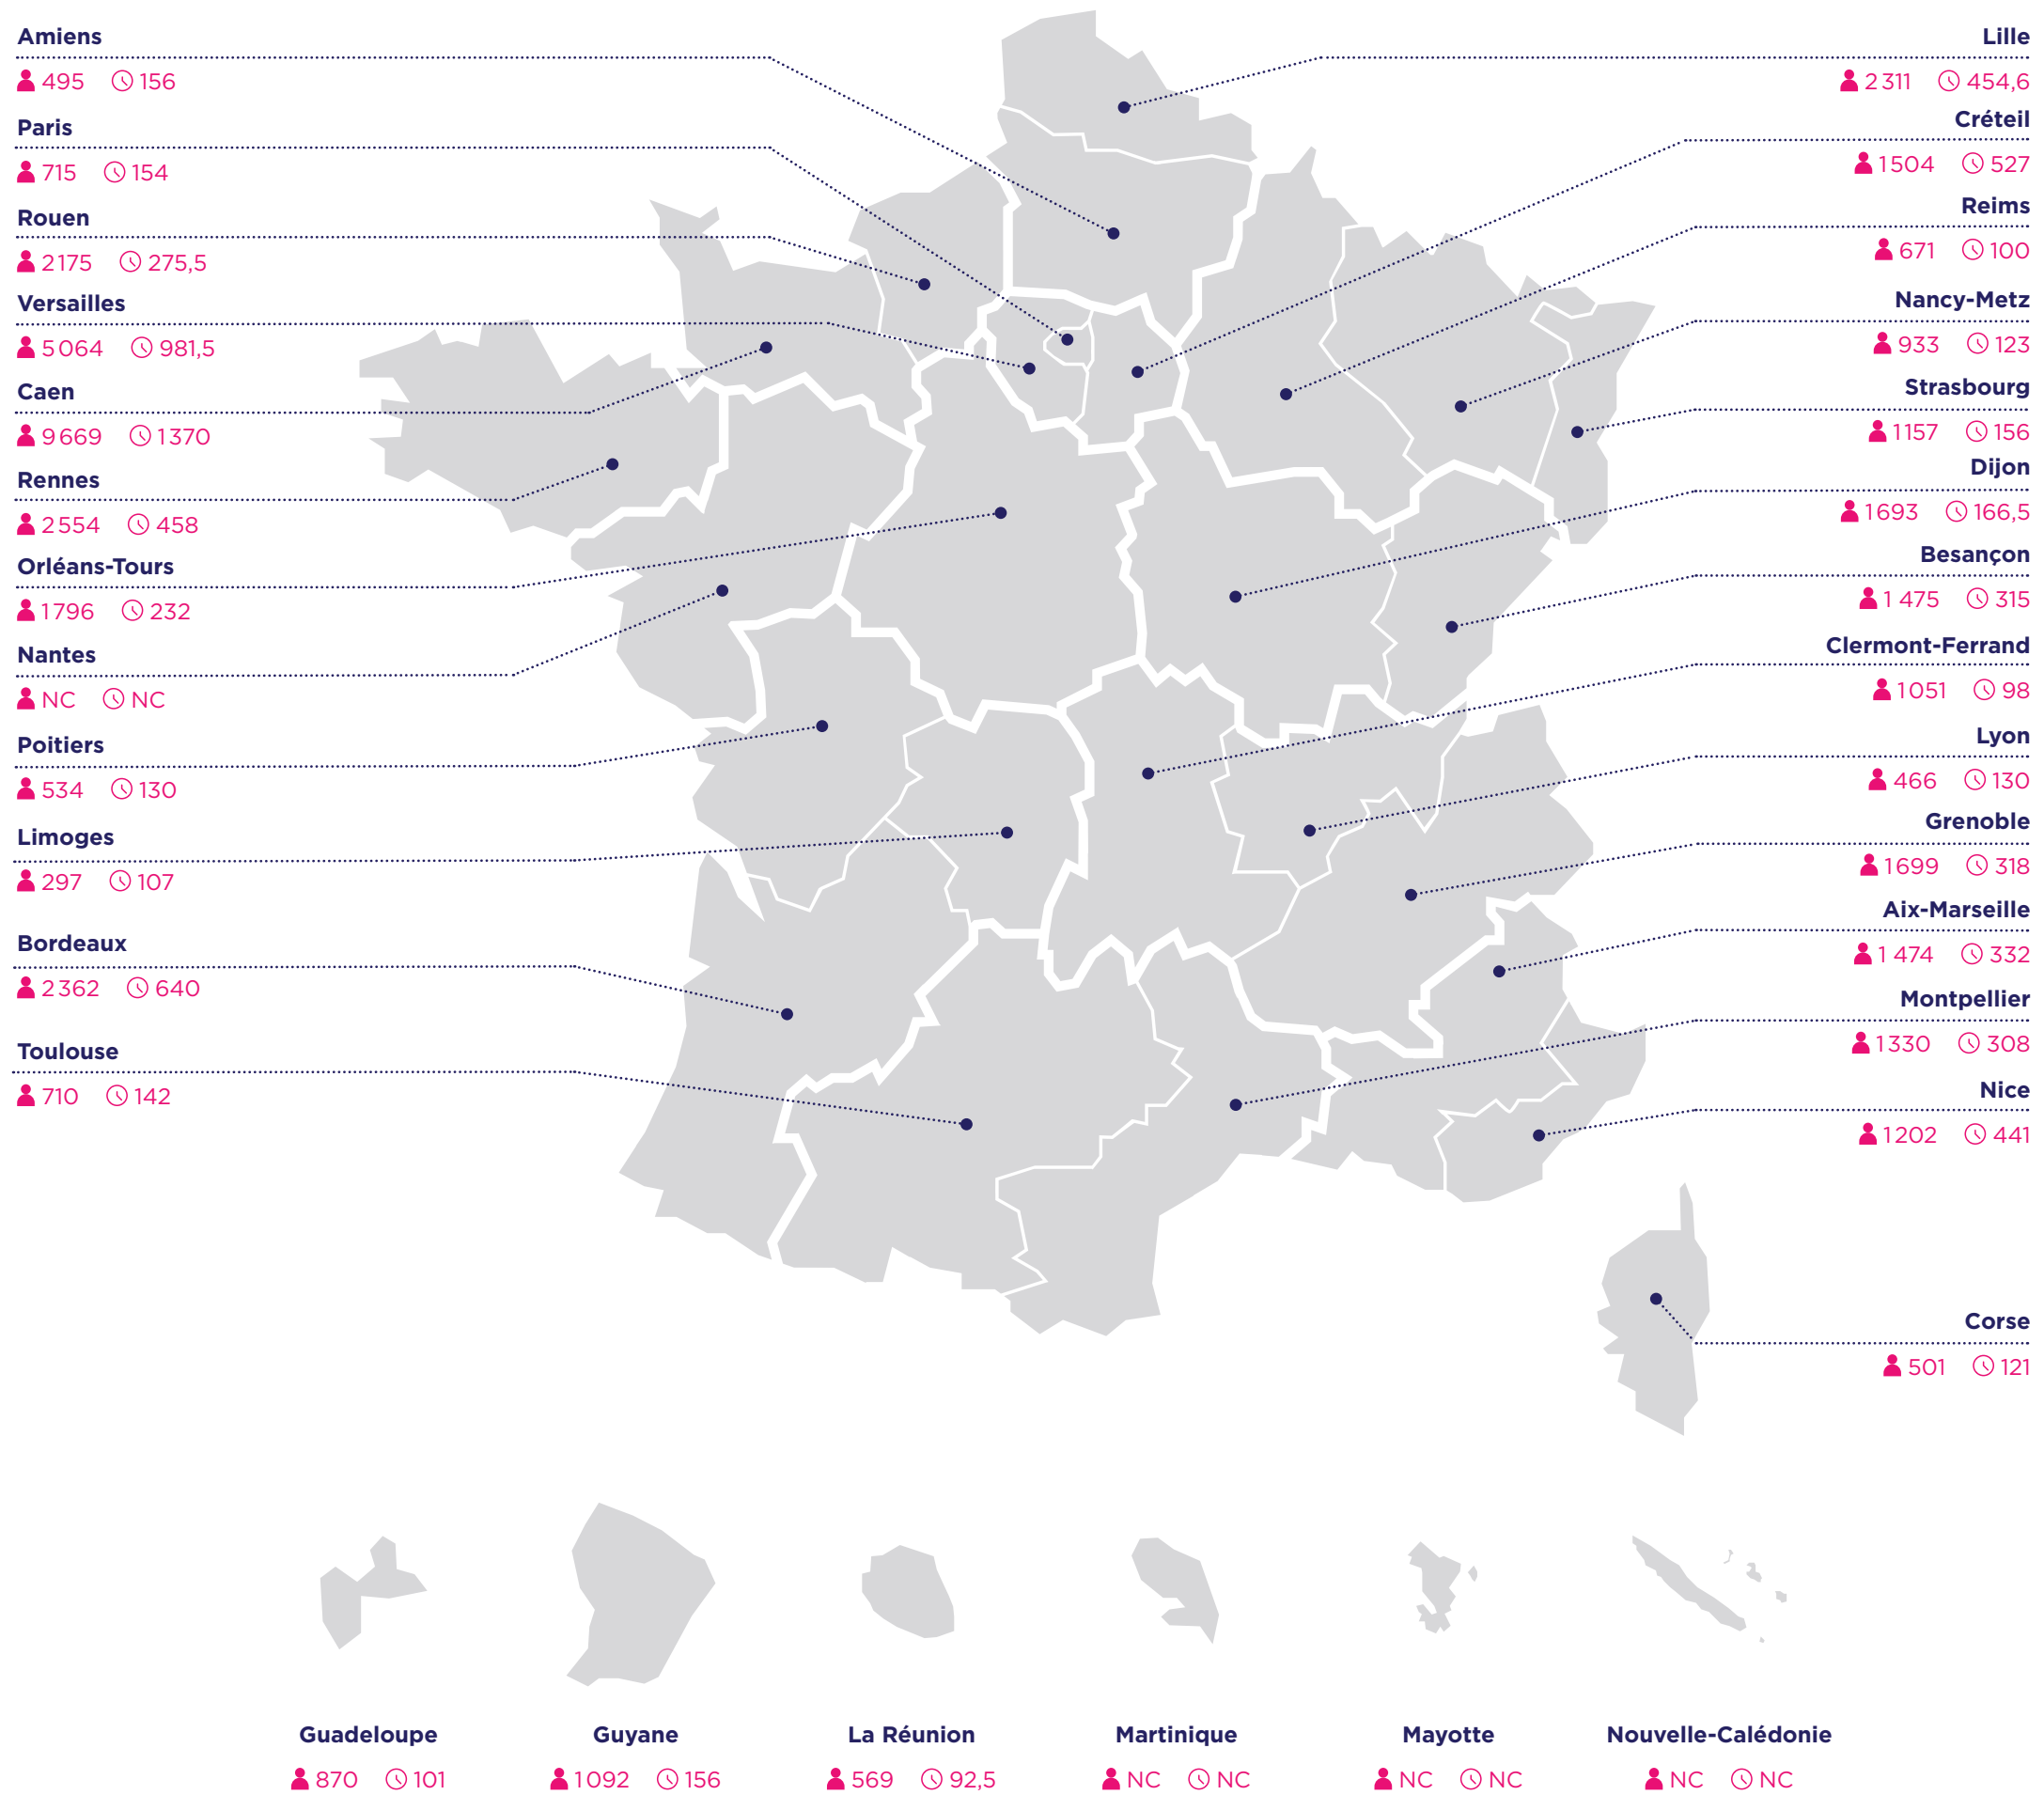 Amiens
495 156
Paris
715 154
Rouen
2175 275,5
Versailles
5 064 981,5
Caen
9 669 1370
Rennes
2 554 458
Orléans-Tours
1796 232
Nantes
NC NC
Poitiers
534 130
Limoges
297 107
Bordeaux
2 362 640
Toulouse
710 142
Lille
2 311 454,6
Créteil
1504 527
Reims
671 100
Nancy-Metz
933 123
Strasbourg
1157 156
Dijon
1693 166,5
Besançon
1 475 315
Clermont-Ferrand
1051 98
Lyon
466 130
Grenoble
1699 318
Aix-Marseille
1 474 332
Montpellier
1330 308
Nice
1202 441
Corse
501 121
Guadeloupe
870 101
Guyane
1092 156
La Réunion
569 92,5
Martinique
NC NC
Mayotte
NC NC
Nouvelle-Calédonie
NC NC